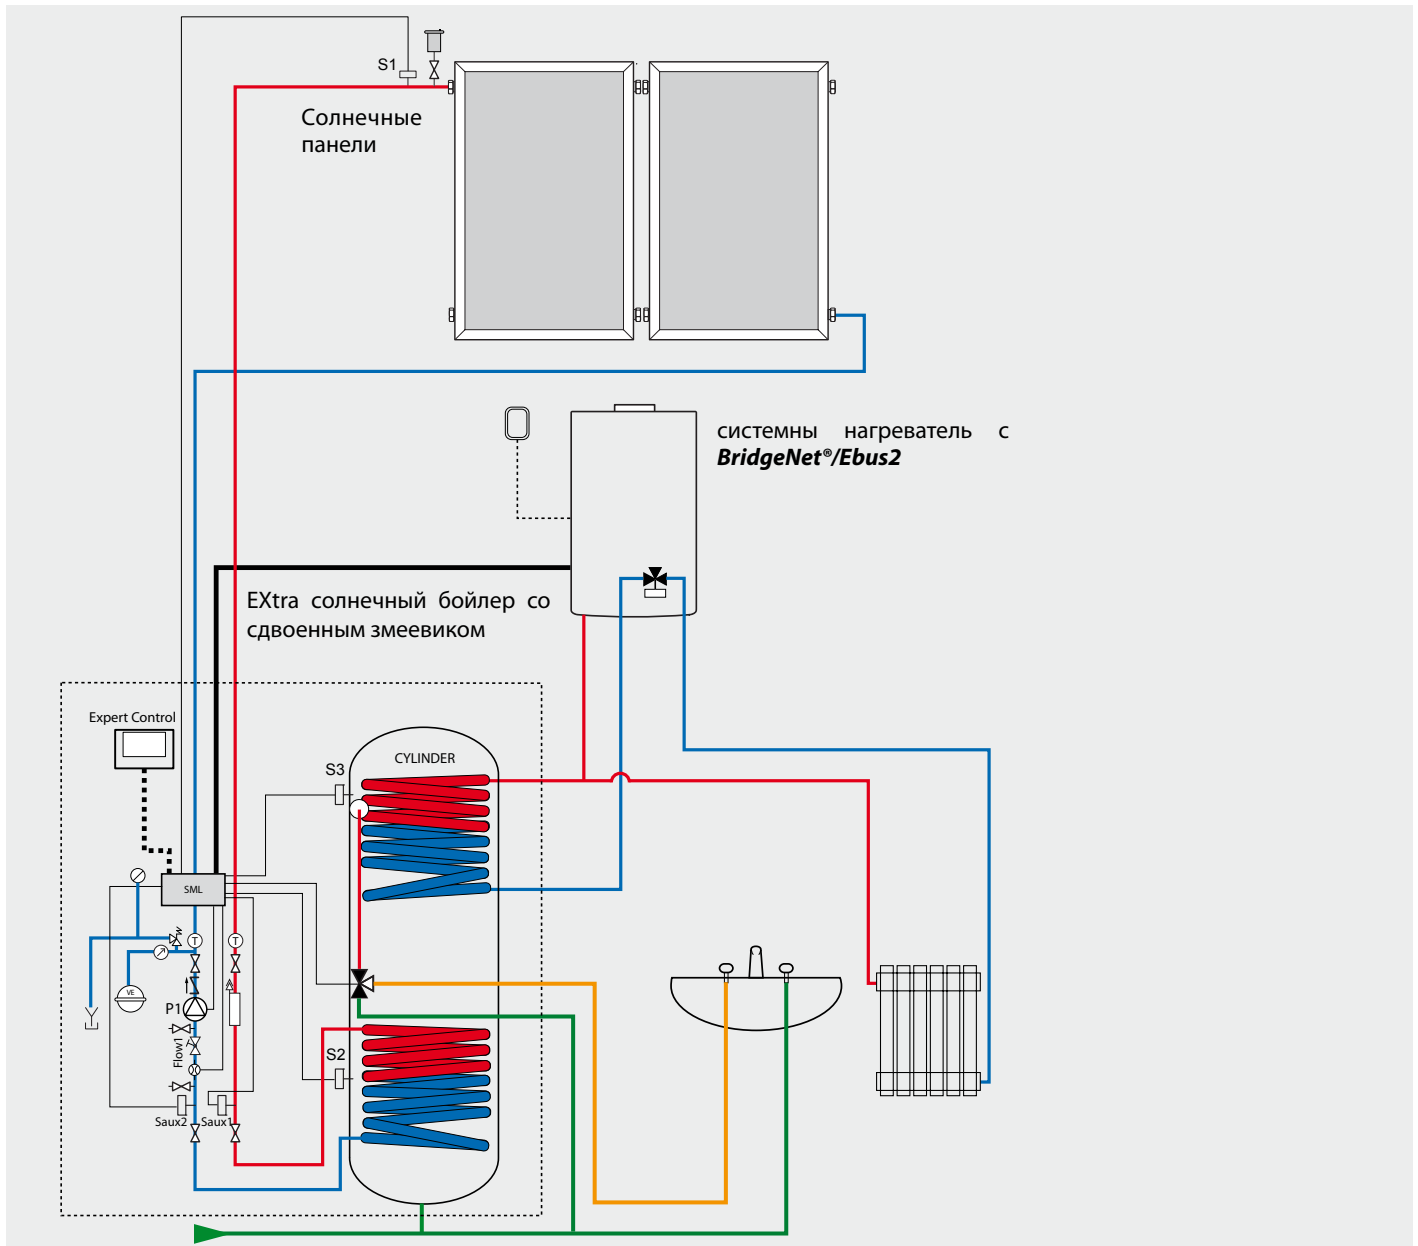 S1
Солнечные
панели
системны нагреватель с
BridgeNet®/Ebus2
EXtra солнечный бойлер со
сдвоенным змеевиком
Expert Control
CYLINDER
S3
SML
T
T
VE
P1
Flow1
S2
Saux2
Saux1